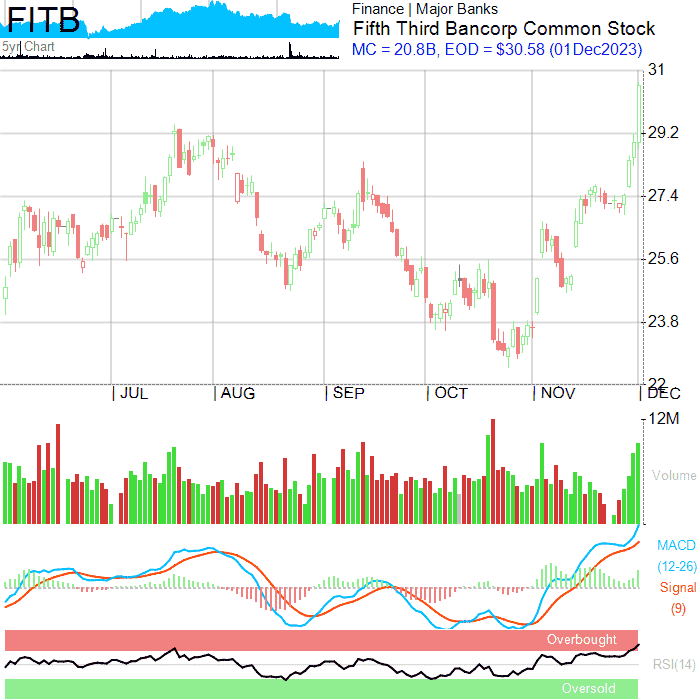 FITB
5yr Chart
Finance | Major Banks
Fifth Third Bancorp Common Stock
MC = 20.8B, EOD = $30.58 (01Dec2023)
31
29.2
27.4
25.6
23.8
22
| JUL | AUG | SEP | OCT | NOV | DEC
12M
Volume
MACD
(12-26)
Signal
(9)
Overbought
RSI(14)
Oversold